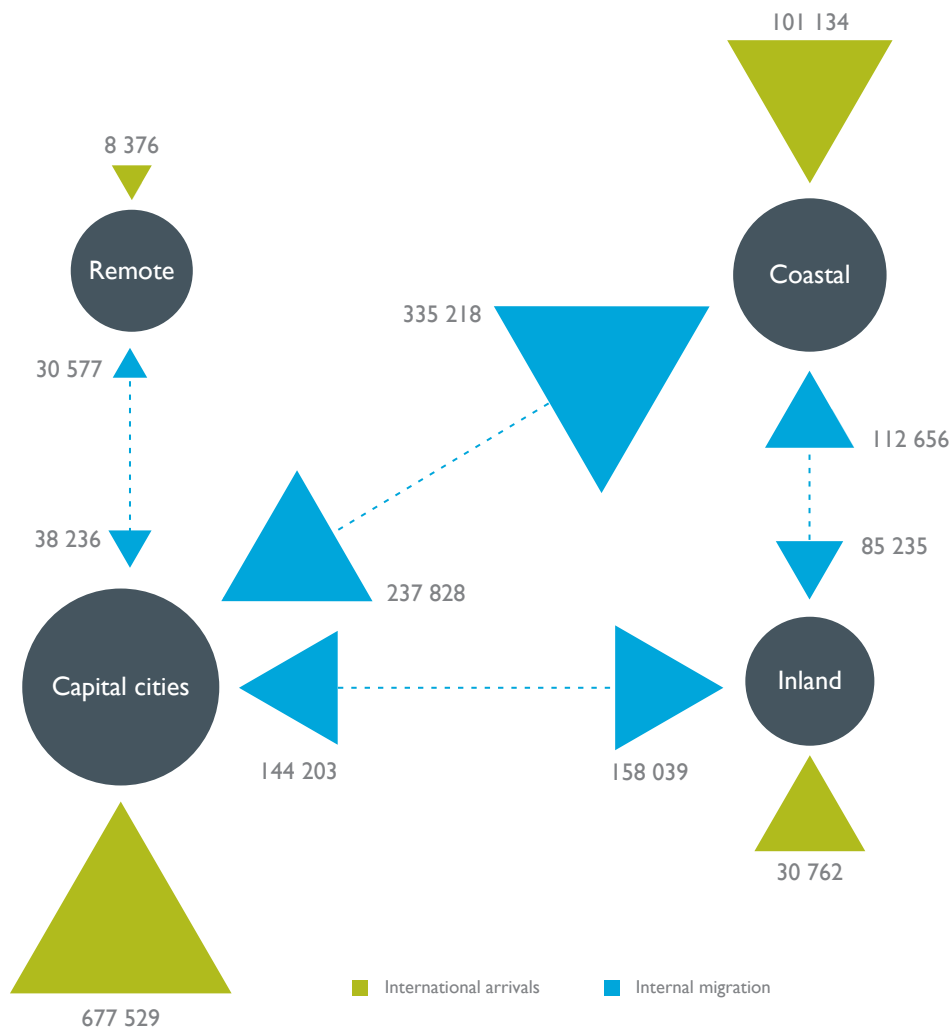 101 134
8 376
Remote
Coastal
335 218
30 577
112 656
38 236
85 235
237 828
Capital cities
Inland
144 203
158 039
30 762
International arrivals
Internal migration
677 529